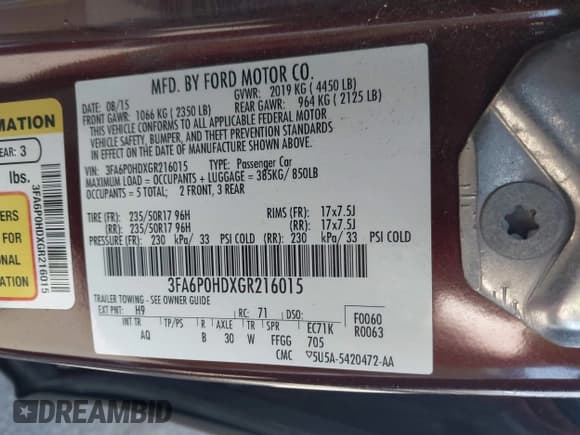 MFD. BY FORD MOTOR CO.
DATE: 08/15 GVWR: 2019 KG ( 4450 LB)
FRONT GAWR: 1066 KG ( 2350 LB) REAR GAWR: 964 KG ( 2125 LB)
THIS VEHICLE CONFORMS TO ALL APPLICABLE FEDERAL MOTOR
VEHICLE SAFETY, BUMPER, AND THEFT PREVENTION STANDARDS
IN EFFECT ON THE DATE OF MANUFACTURE SHOWN ABOVE.
VIN: 3FA6P0HDXGR216015 TYPE: Passenger Car
MAXIMUM LOAD = OCCUPANTS + LUGGAGE = 385KG/ 850LB
OCCUPANTS = 5 TOTAL; 2 FRONT, 3 REAR
TIRE (FR): 235/50R17 96H RIMS (FR): 17x7.5J
(RR): 235/50R17 96H (RR): 17x7.5J
PRESSURE (FR): 230 kPa/ 33 PSI COLD (RR): 230 kPa/ 33 PSI COLD
3FA6P0HDXGR216015
TRAILER TOWING - SEE OWNER GUIDE
EXT PNT: H9 RC: 71 DSO: F0060
R0063
INT TR TP/PS R AXLE TR SPR EC71K
AQ B 30 W FFGG 705
CMC 5U5A-5420472-AA
MATION
EAR: 3
lbs.
3FA6P0HDXGR216015
ERS
FOR
ONAL
ON
DREAMBID